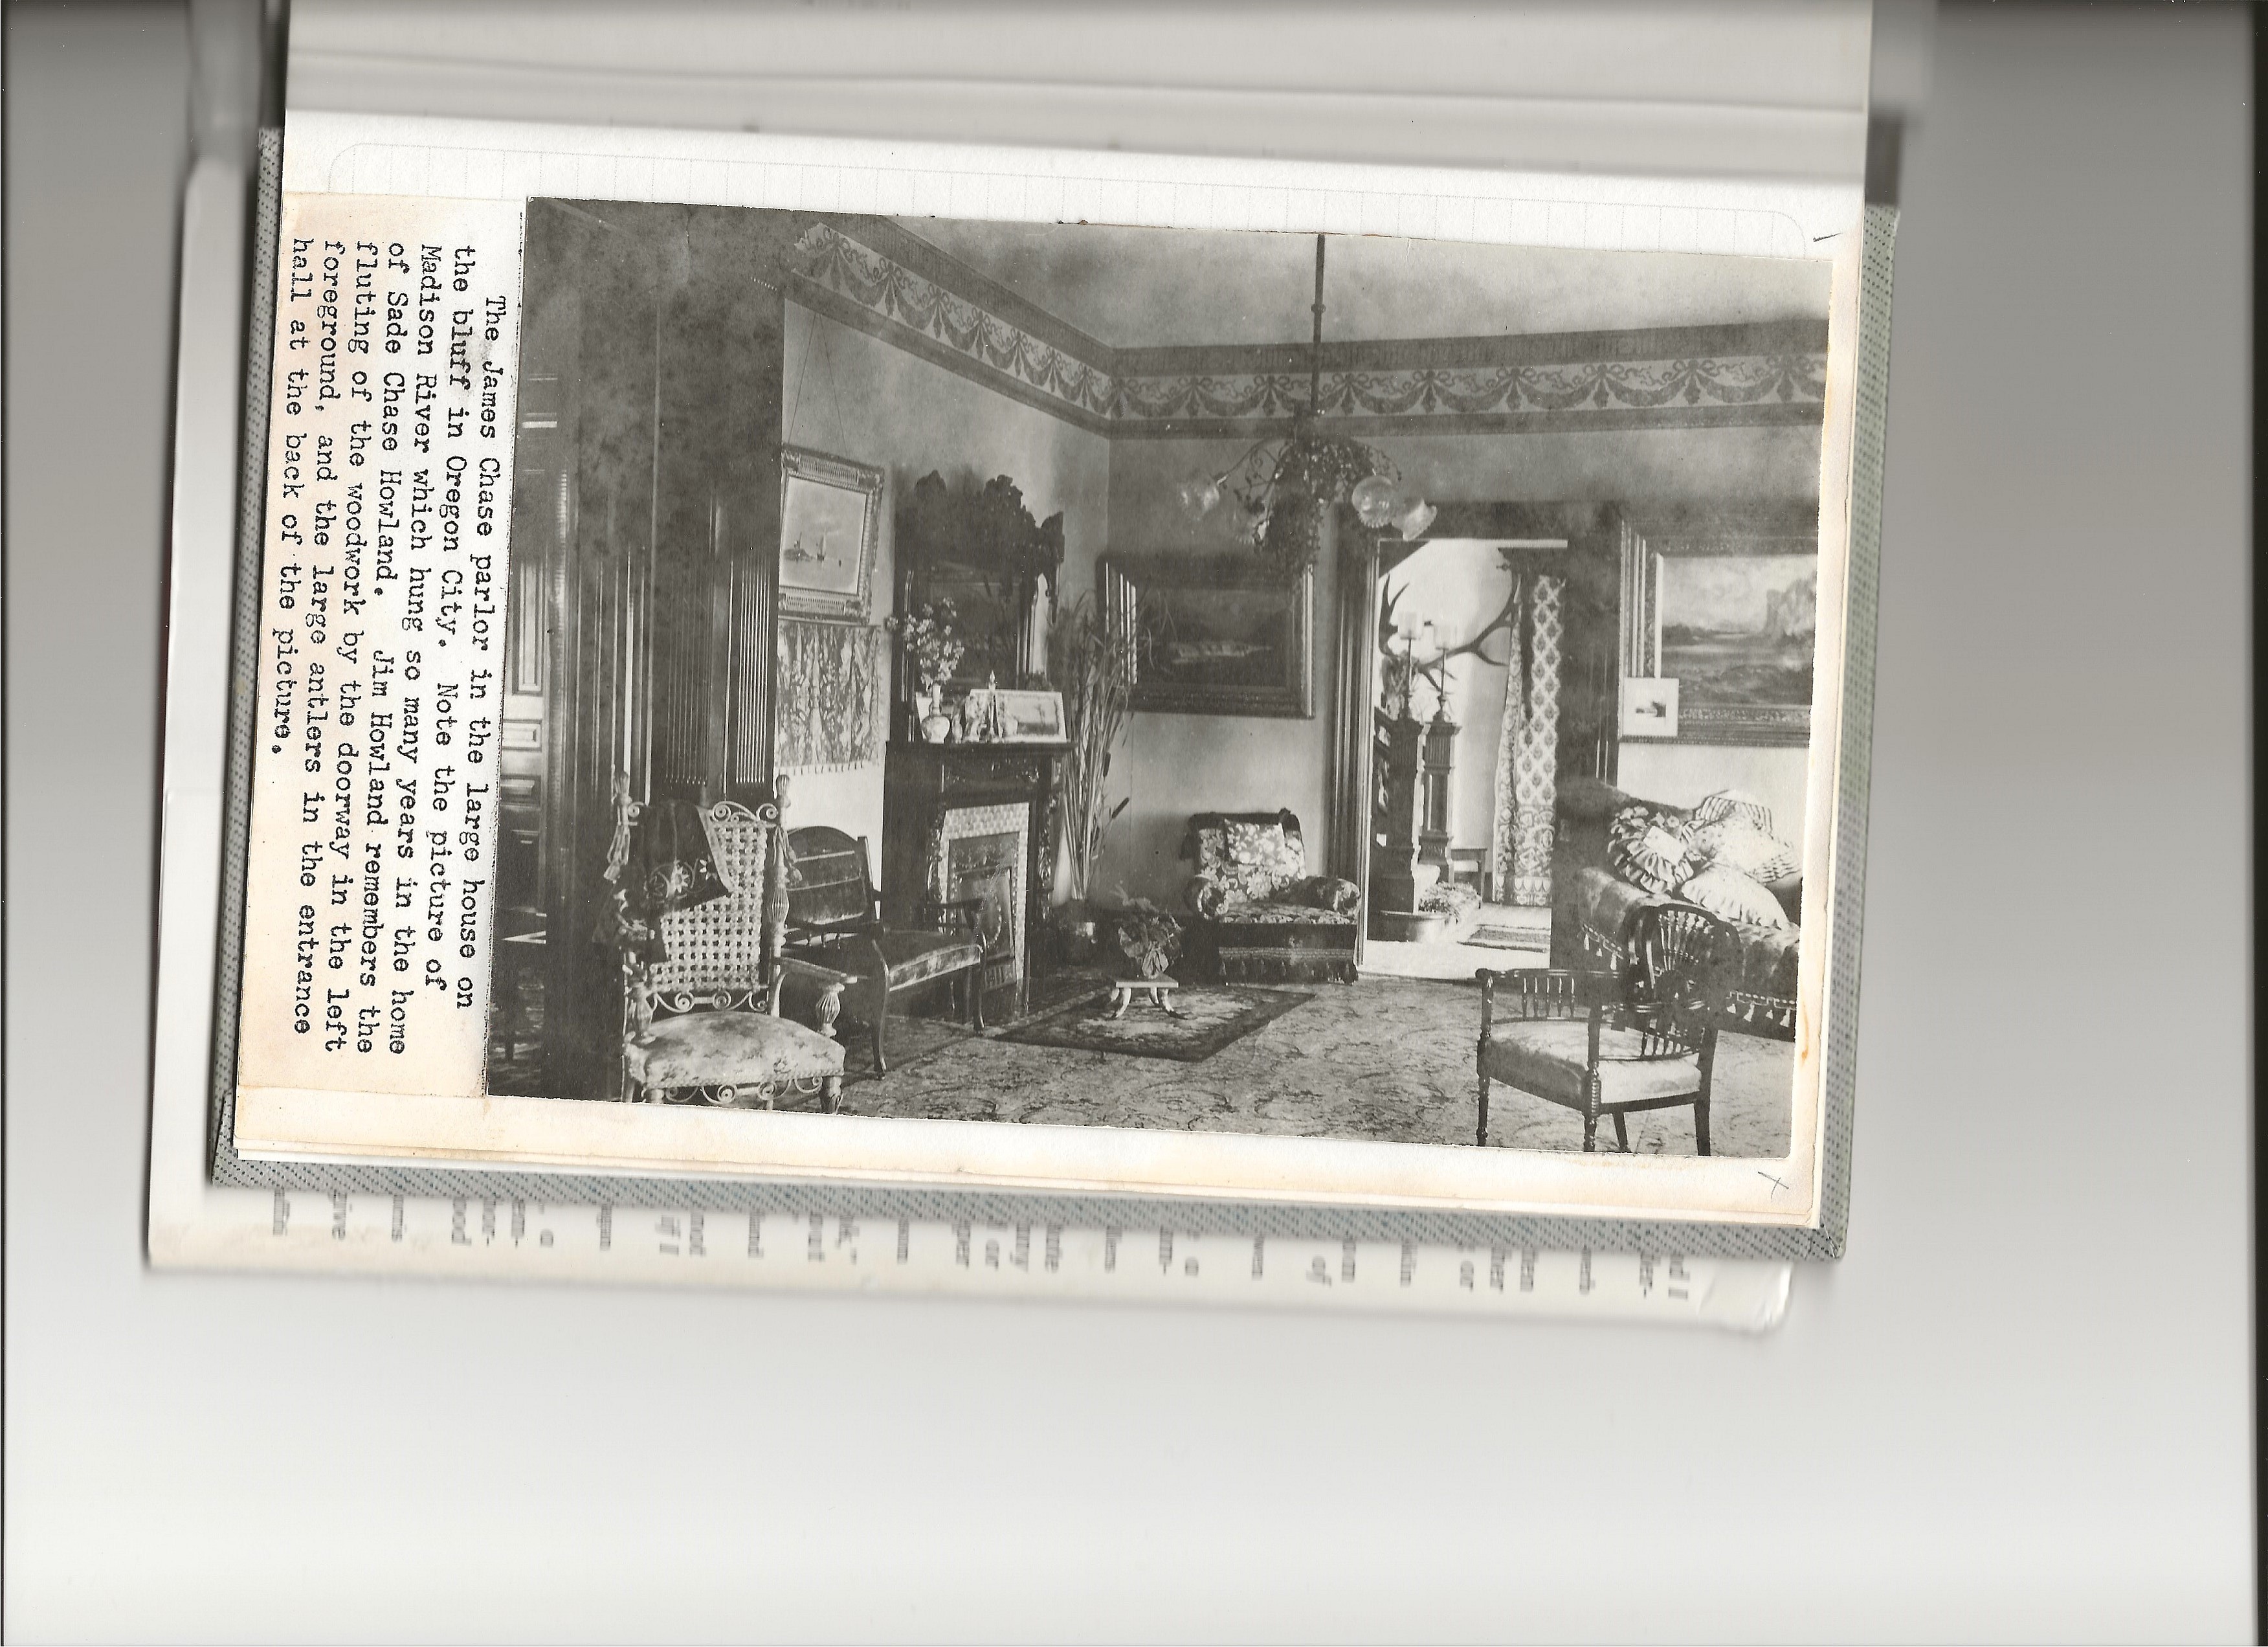 The James Chase parlor in the large house on
the bluff in Oregon City. Note the picture of
Madison River which hung so many years in the home
of Sade Chase Howland. Jim Howland remembers the
fluting of the woodwork by the doorway in the left
foreground, and the large antlers in the entrance
hall at the back of the picture.